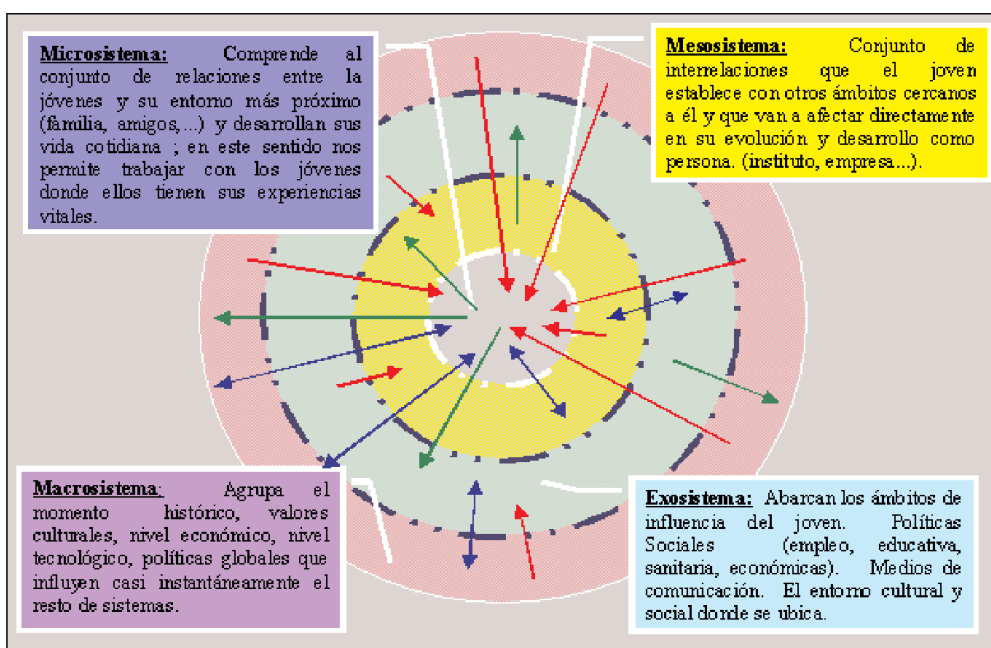 Microsistema: Comprende al
conjunto de relaciones entre la
jóvenes y su entorno más próximo
(familia, amigos,...) y desarrollan sus
vida cotidiana ; en este sentido nos
permite trabajar con los jóvenes
donde ellos tienen sus experiencias
vitales.
Mesosistema: Conjunto de
interrelaciones que el joven
establece con otros ámbitos cercanos
a él y que van a afectar directamente
en su evolución y desarrollo como
persona. (instituto, empresa...).
Macrosistema: Agrupa el
momento histórico, valores
culturales, nivel económico, nivel
tecnológico, políticas globales que
influyen casi instantáneamente el
resto de sistemas.
Exosistema: Abarcan los ámbitos de
influencia del joven. Políticas
Sociales (empleo, educativa,
sanitaria, económicas). Medios de
comunicación. El entorno cultural y
social donde se ubica.